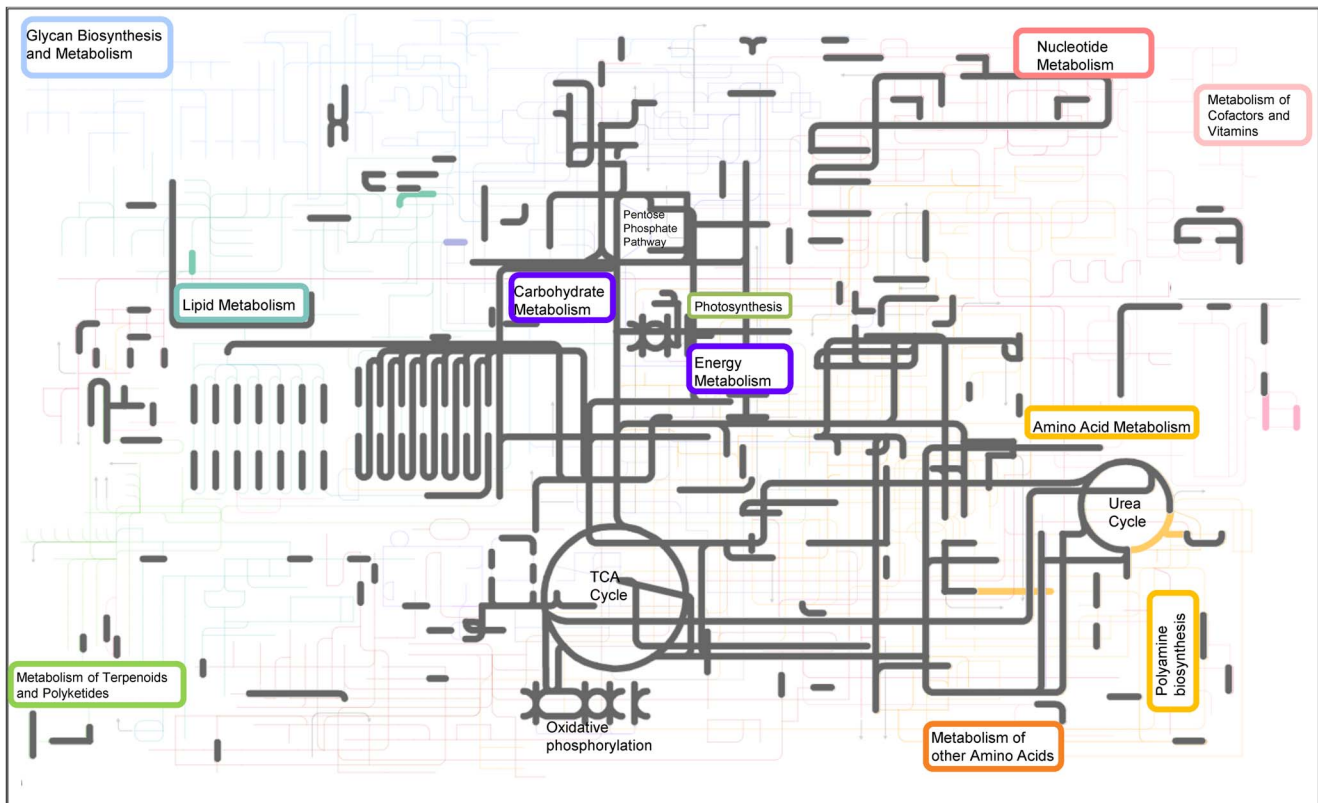 Glycan Biosynthesis
and Metabolism
Nucleotide
Metabolism
Metabolism of
Cofactors and
Vitamins
Pentose
Phosphate
Pathway
Lipid Metabolism
Carbohydrate
Metabolism
Photosynthesis
Energy
Metabolism
Amino Acid Metabolism
Urea
Cycle
TCA
Cycle
Polyamine
biosynthesis
Metabolism of Terpenoids
and Polyketides
Oxidative
phosphorylation
Metabolism of
other Amino Acids